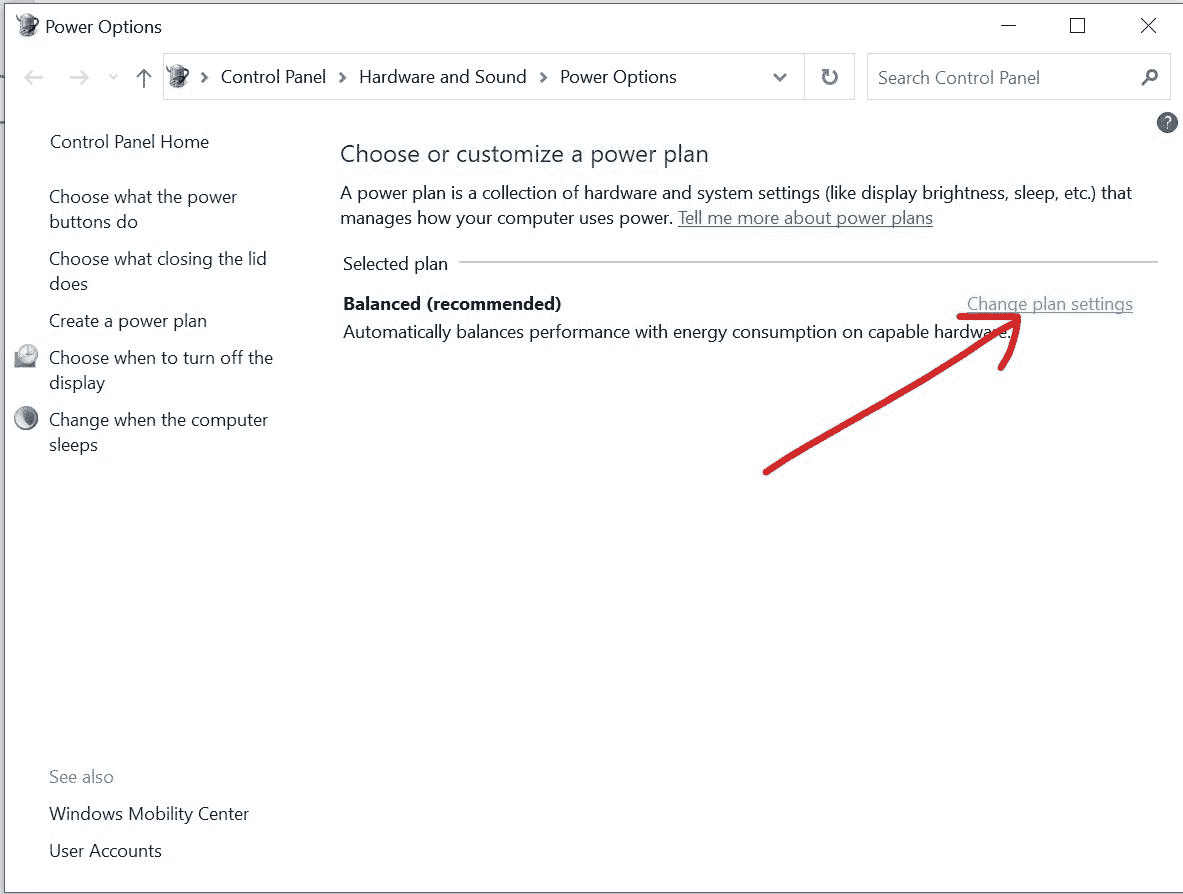 Power Options
Control Panel > Hardware and Sound > Power Options
Search Control Panel
Control Panel Home
Choose what the power
buttons do
Choose what closing the lid
does
Create a power plan
Choose when to turn off the
display
Change when the computer
sleeps
Choose or customize a power plan
A power plan is a collection of hardware and system settings (like display brightness, sleep, etc.) that
manages how your computer uses power. Tell me more about power plans
Selected plan
Balanced (recommended)
Change plan settings
Automatically balances performance with energy consumption on capable hardware.
See also
Windows Mobility Center
User Accounts